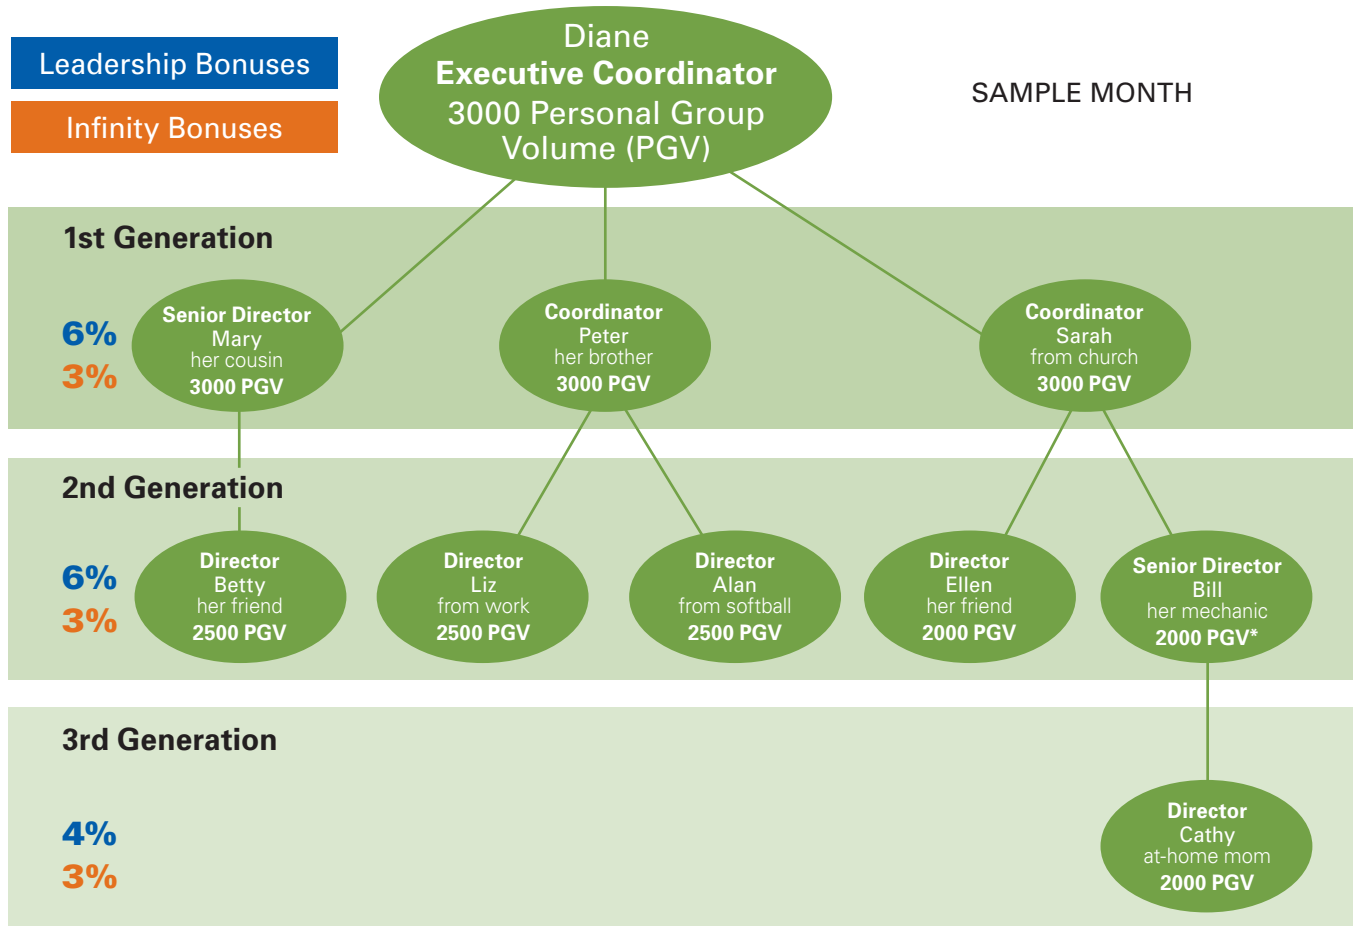 Leadership Bonuses
Infinity Bonuses
Diane
Executive Coordinator
3000 Personal Group
Volume (PGV)
SAMPLE MONTH
1st Generation
6%
3%
Senior Director
Mary
her cousin
3000 PGV
Coordinator
Peter
her brother
3000 PGV
Coordinator
Sarah
from church
3000 PGV
2nd Generation
6%
3%
Director
Betty
her friend
2500 PGV
Director
Liz
from work
2500 PGV
Director
Alan
from softball
2500 PGV
Director
Ellen
her friend
2000 PGV
Senior Director
Bill
her mechanic
2000 PGV*
3rd Generation
4%
3%
Director
Cathy
at-home mom
2000 PGV